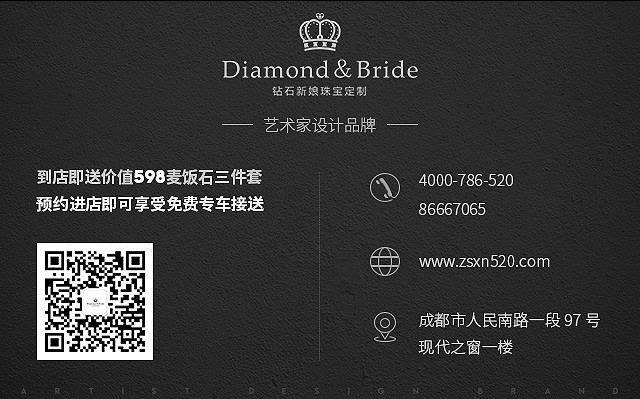 Diamond & Bride
钻石新娘珠宝定制
艺术家设计品牌
到店即送价值598麦饭石三件套
预约进店即可享受免费专车接送
4000-786-520
86667065
www.zsxn520.com
成都市人民南路一段 97 号
现代之窗一楼
ARTIST DESIGN BRAND